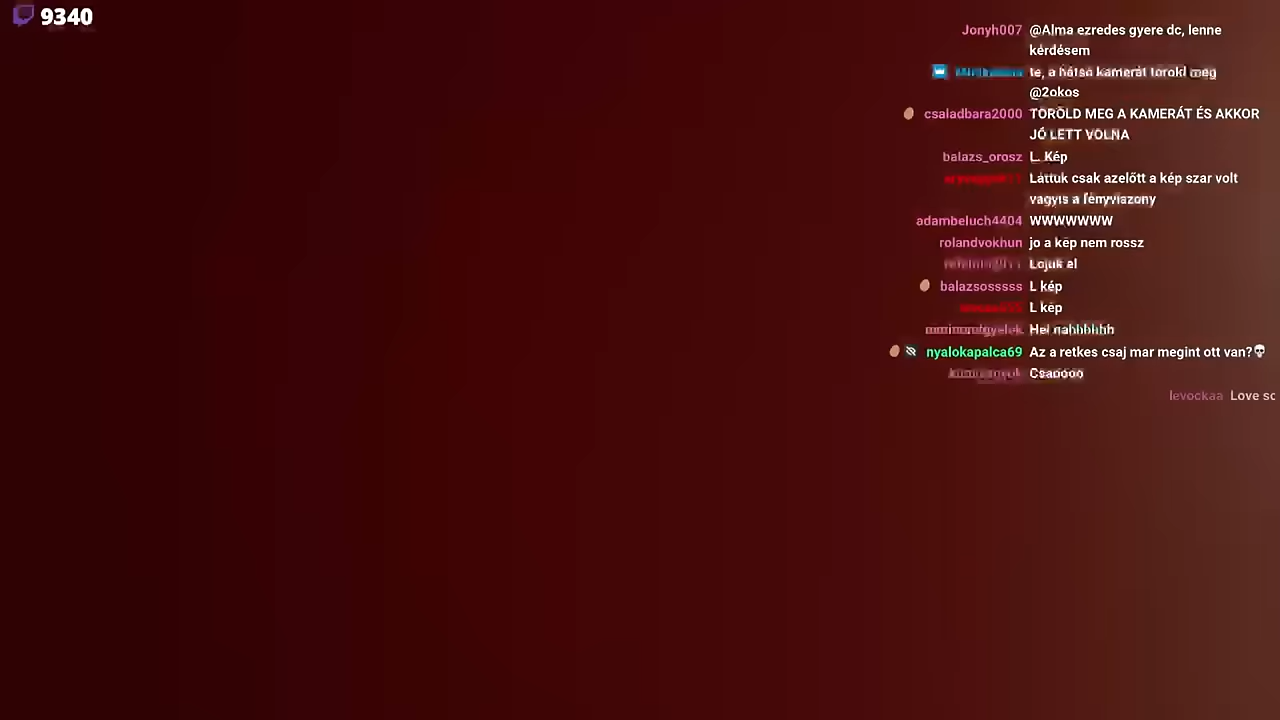 9340
Jonyh007 @Alma ezredes gyere dc, lenne
kérdésem
te, a hátsó kamerát töröld meg
@2okos
csaladbara2000 TÖRÖLD MEG A KAMERÁT ÉS AKKOR
JÓ LETT VOLNA
balazs_orosz L Kép
Láttuk csak azelőtt a kép szar volt
vagyis a fényviszony
adambeluch4404 WWWWWWW
rolandvokhun jo a kép nem rossz
el
balazsosssss L kép
L kép
nahhhhhh
nyalokapalca69 Az a retkes csaj mar megint ott van?💀
Csaoooo
levockaa Love sc